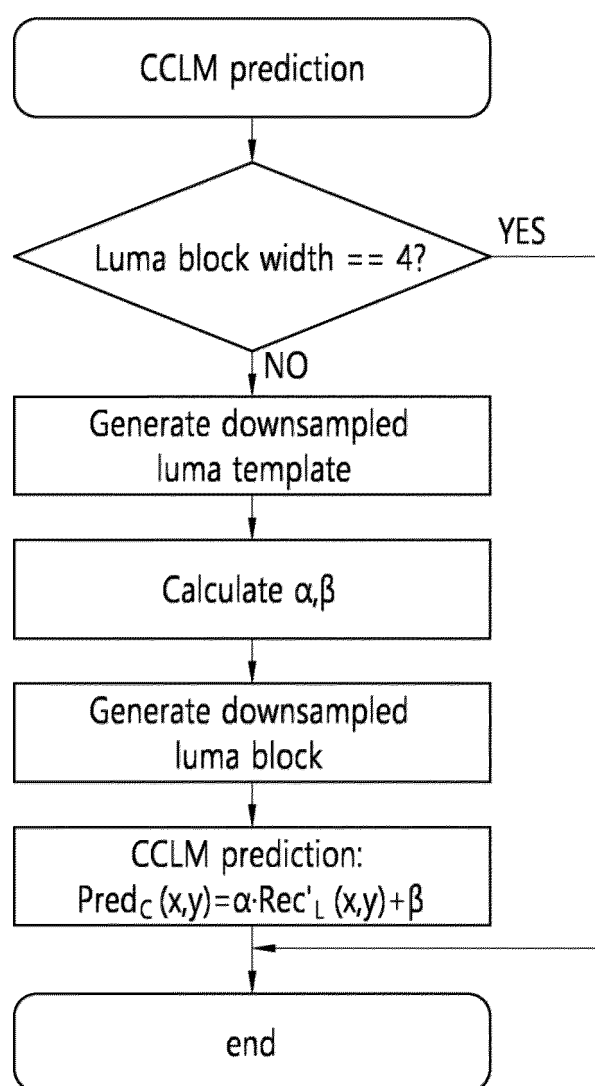 CCLM prediction
Luma block width == 4?
YES
NO
Generate downsampled
luma template
Calculate α,β
Generate downsampled
luma block
CCLM prediction:
Pred_C (x,y)=α·Rec'_L (x,y)+β
end